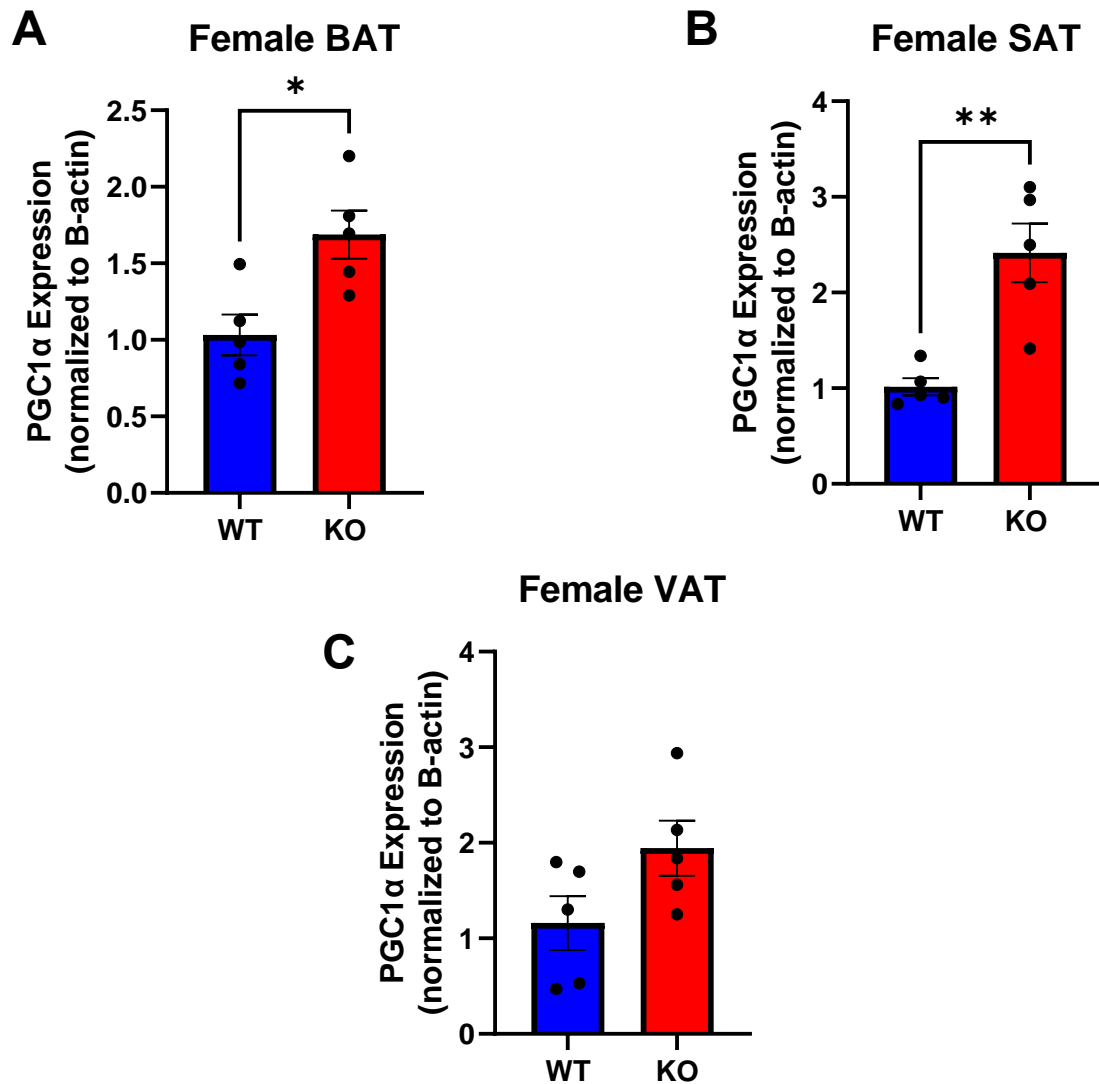 A
Female BAT
*
PGC1α Expression
(normalized to B-actin)
2.5
2.0
1.5
1.0
0.5
0.0
WT
KO
B
Female SAT
**
PGC1α Expression
(normalized to B-actin)
4
3
2
1
0
WT
KO
C
Female VAT
PGC1α Expression
(normalized to B-actin)
4
3
2
1
0
WT
KO